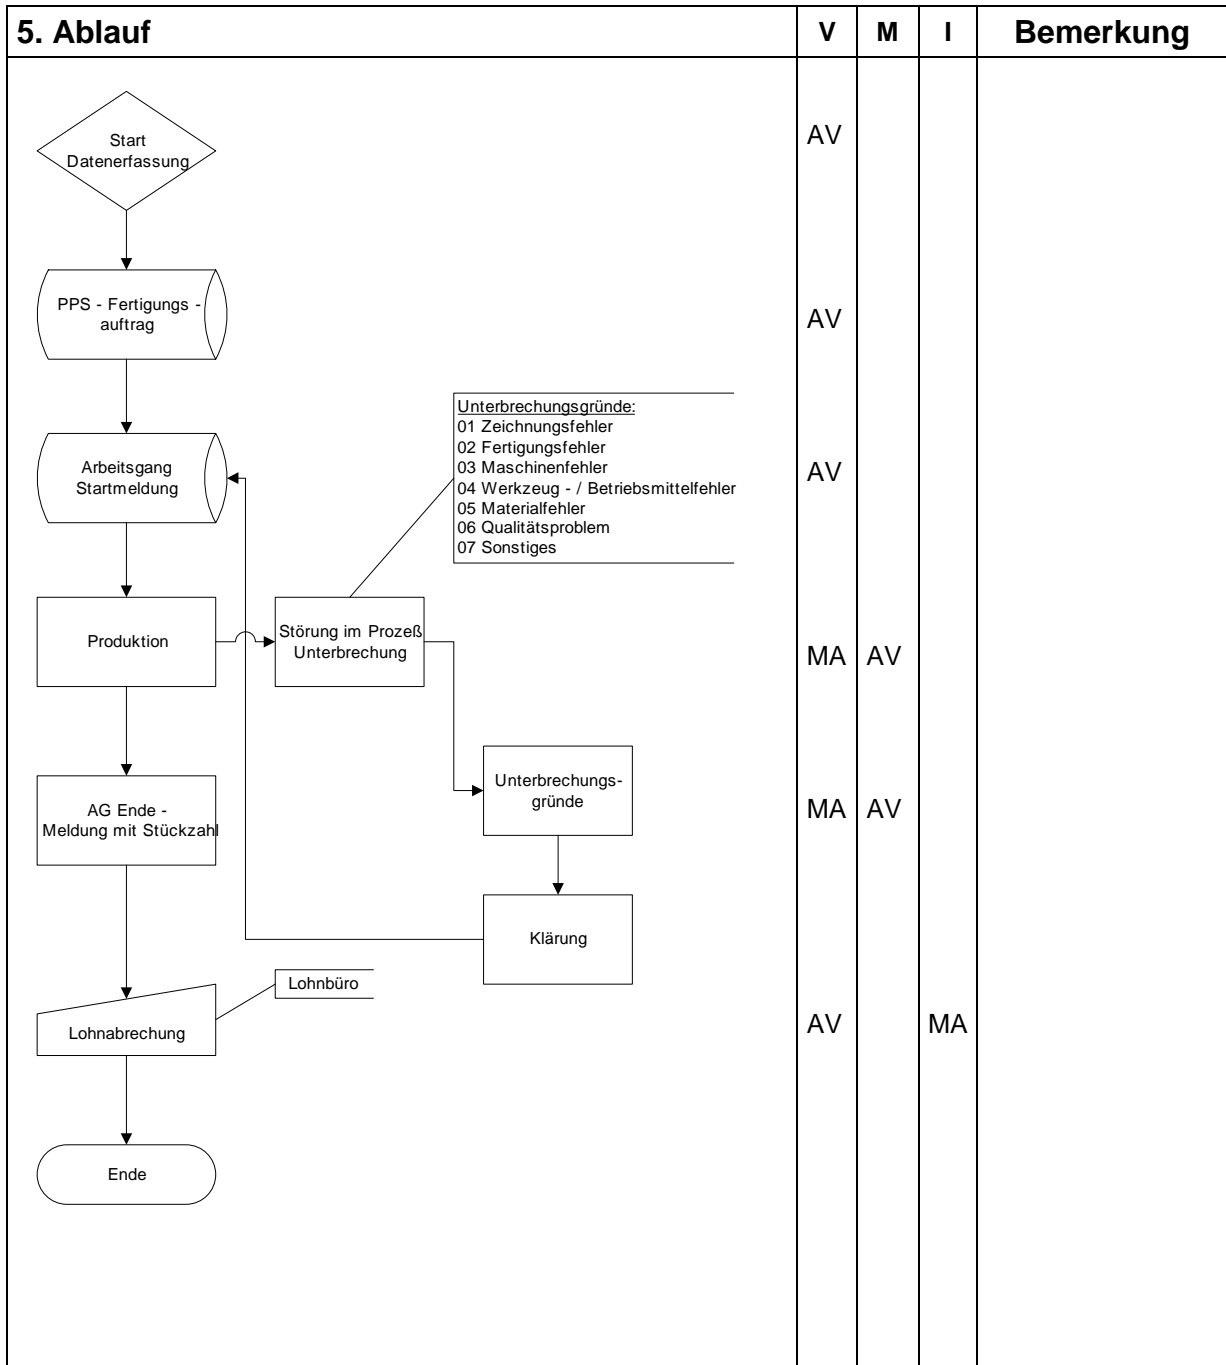 5. Ablauf V M I Bemerkung
Start
Datenerfassung
AV
PPS - Fertigungs -
auftrag
AV
Unterbrechungsgründe:
01 Zeichnungsfehler
02 Fertigungsfehler
03 Maschinenfehler
04 Werkzeug - / Betriebsmittelfehler
05 Materialfehler
06 Qualitätsproblem
07 Sonstiges
Arbeitsgang
Startmeldung
AV
Produktion
Störung im Prozeß
Unterbrechung
MA AV
Unterbrechungs-
gründe
AG Ende -
Meldung mit Stückzahl
MA AV
Klärung
Lohnbüro
Lohnabrechung
AV MA
Ende